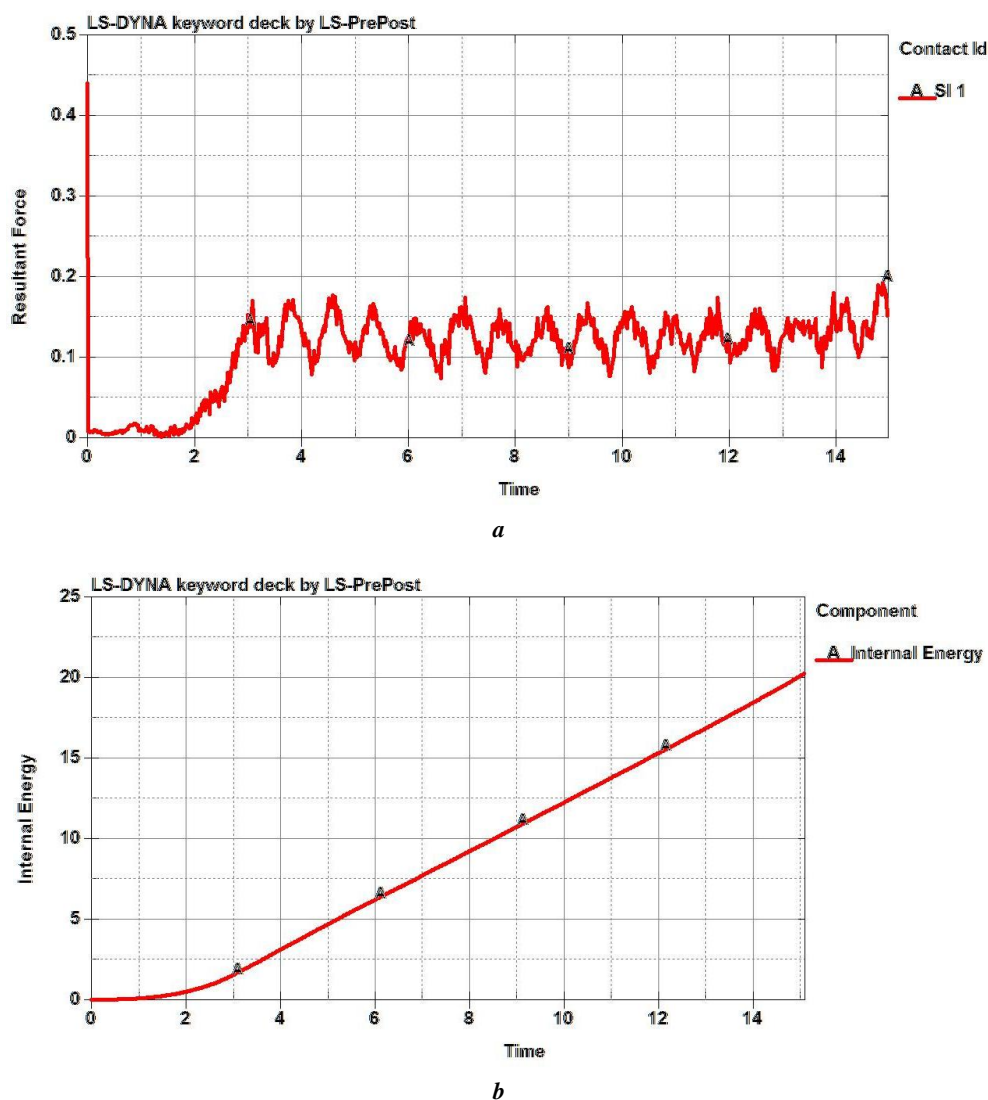 LS-DYNA keyword deck by LS-PrePost
0.5
Contact Id
A SI 1
0.4
0.3
Resultant Force
0.2
A
A
A
A
A
0.1
0
0 2 4 6 8 10 12 14
Time
a
LS-DYNA keyword deck by LS-PrePost
25
Component
A Internal Energy
20
A
15
Internal Energy
A
10
A
5
A
0
0 2 4 6 8 10 12 14
Time
b